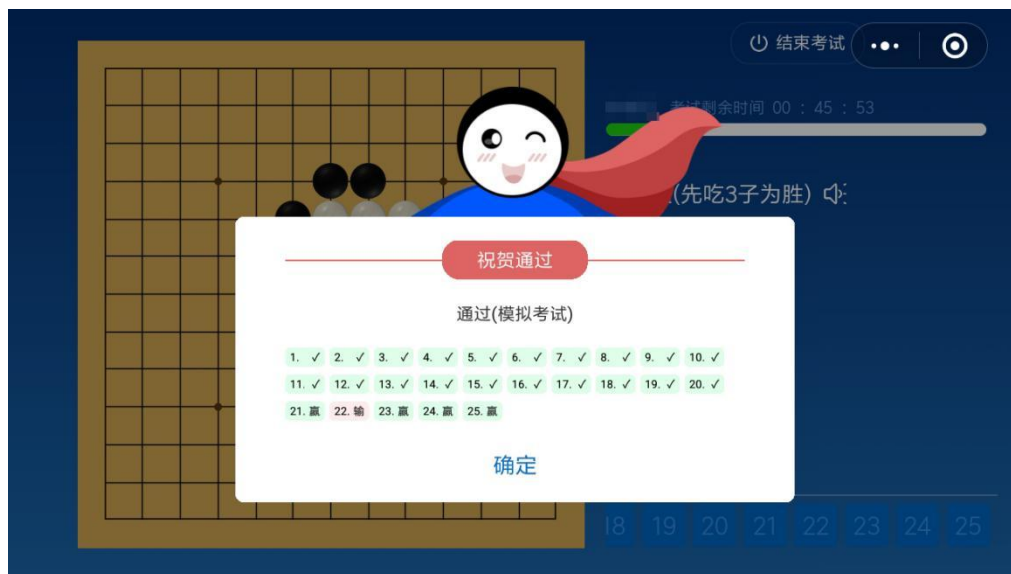 结束考试
考试剩余时间 00 : 45 : 53
(先吃3子为胜)
祝贺通过
通过(模拟考试)
1. ✓ 2. ✓ 3. ✓ 4. ✓ 5. ✓ 6. ✓ 7. ✓ 8. ✓ 9. ✓ 10. ✓
11. ✓ 12. ✓ 13. ✓ 14. ✓ 15. ✓ 16. ✓ 17. ✓ 18. ✓ 19. ✓ 20. ✓
21. 赢 22. 输 23. 赢 24. 赢 25. 赢
确定
18 19 20 21 22 23 24 25